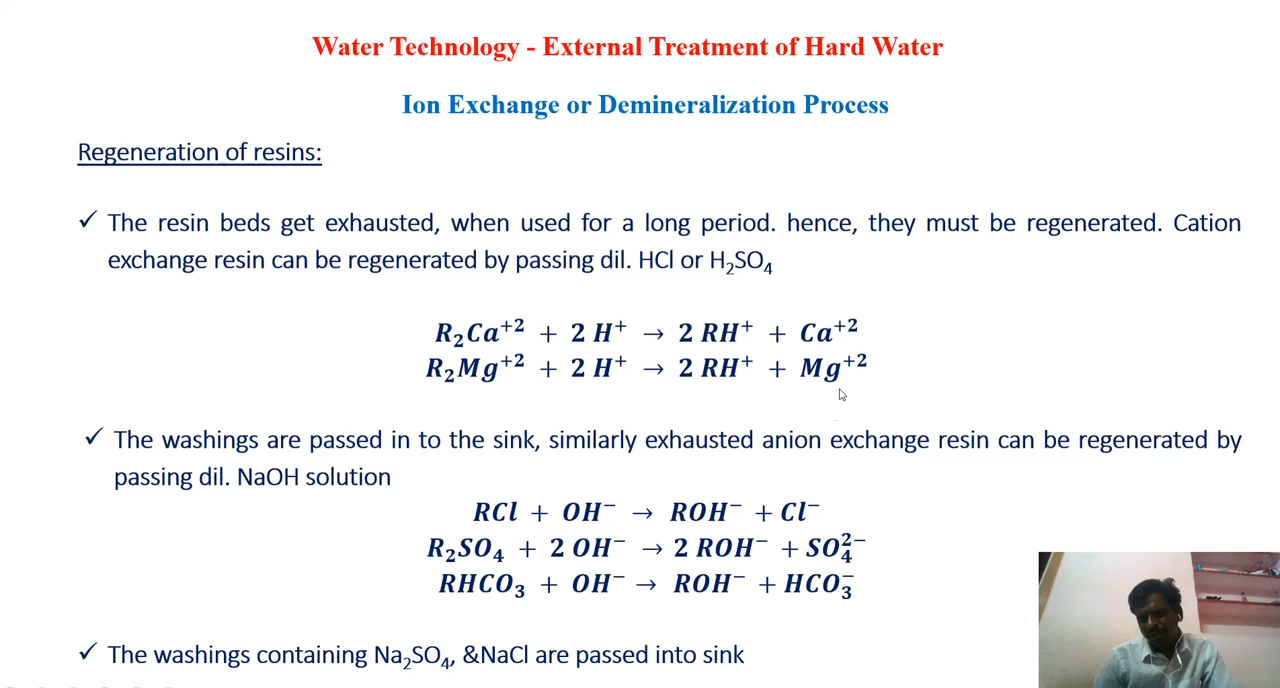 Water Technology - External Treatment of Hard Water
Ion Exchange or Demineralization Process
Regeneration of resins:
✓ The resin beds get exhausted, when used for a long period. hence, they must be regenerated. Cation
exchange resin can be regenerated by passing dil. HCl or H₂SO₄
R₂Ca⁺² + 2 H⁺ → 2 RH⁺ + Ca⁺²
R₂Mg⁺² + 2 H⁺ → 2 RH⁺ + Mg⁺²
✓ The washings are passed in to the sink, similarly exhausted anion exchange resin can be regenerated by
passing dil. NaOH solution
RCl + OH⁻ → ROH⁻ + Cl⁻
R₂SO₄ + 2 OH⁻ → 2 ROH⁻ + SO₄²⁻
RHCO₃ + OH⁻ → ROH⁻ + HCO₃⁻
✓ The washings containing Na₂SO₄, &NaCl are passed into sink